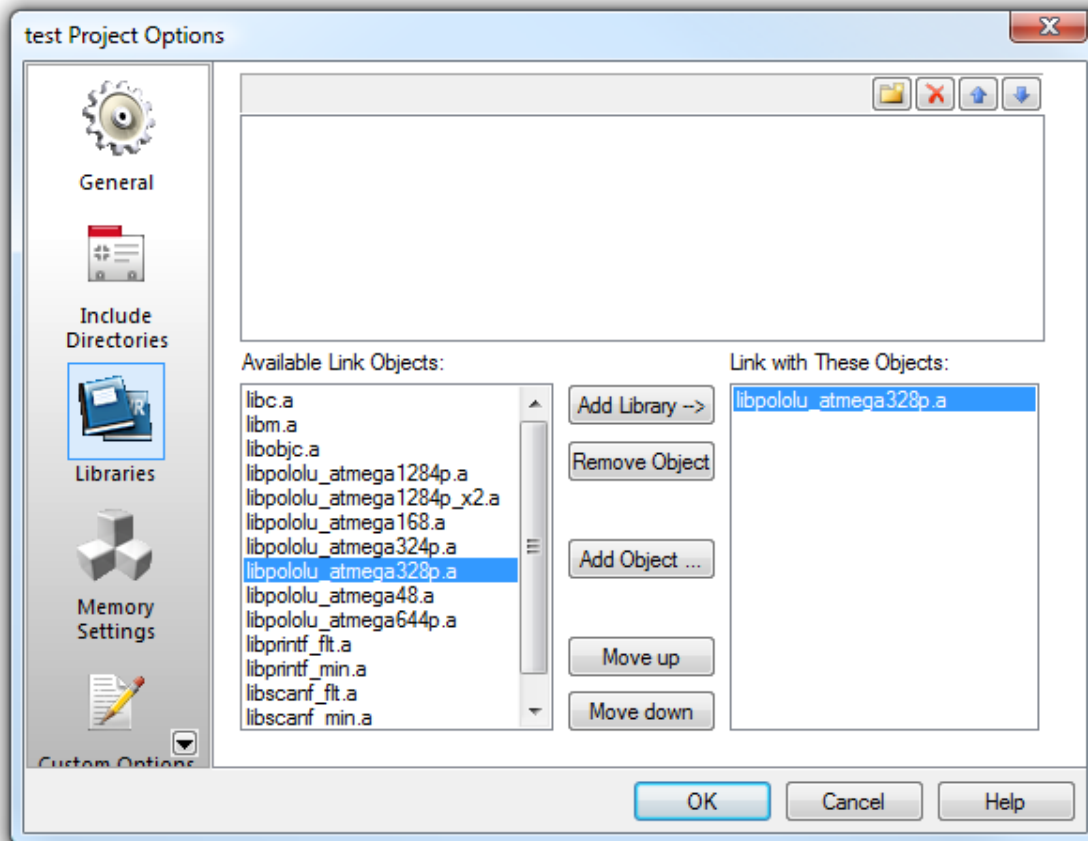 test Project Options
General
Include
Directories
Libraries
Memory
Settings
Custom Options
Available Link Objects:
libc.a
libm.a
libobjc.a
libpololu_atmega1284p.a
libpololu_atmega1284p_x2.a
libpololu_atmega168.a
libpololu_atmega324p.a
libpololu_atmega328p.a
libpololu_atmega48.a
libpololu_atmega644p.a
libprintf_flt.a
libprintf_min.a
libscanf_flt.a
libscanf_min.a
Add Library -->
Remove Object
Add Object ...
Move up
Move down
Link with These Objects:
libpololu_atmega328p.a
OK
Cancel
Help